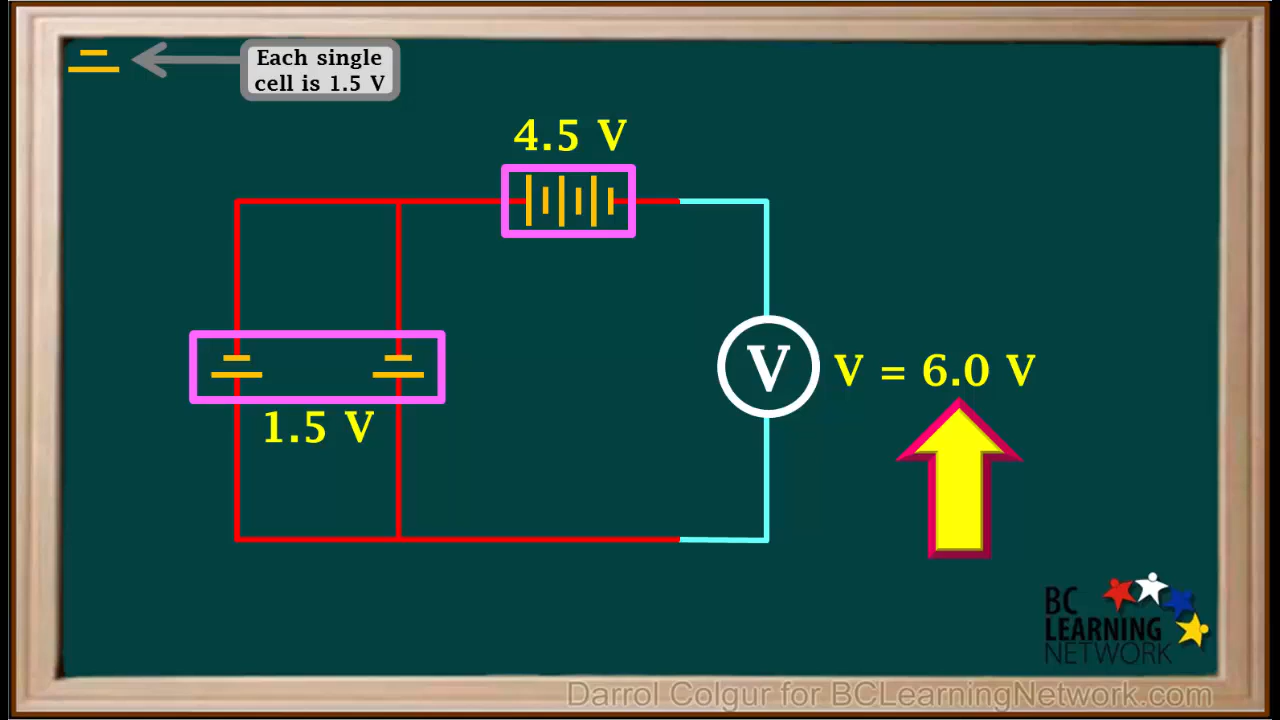 Each single
cell is 1.5 V
4.5 V
V
V = 6.0 V
1.5 V
BC
LEARNING
NETWORK
Darrol Colgur for BCLearningNetwork.com